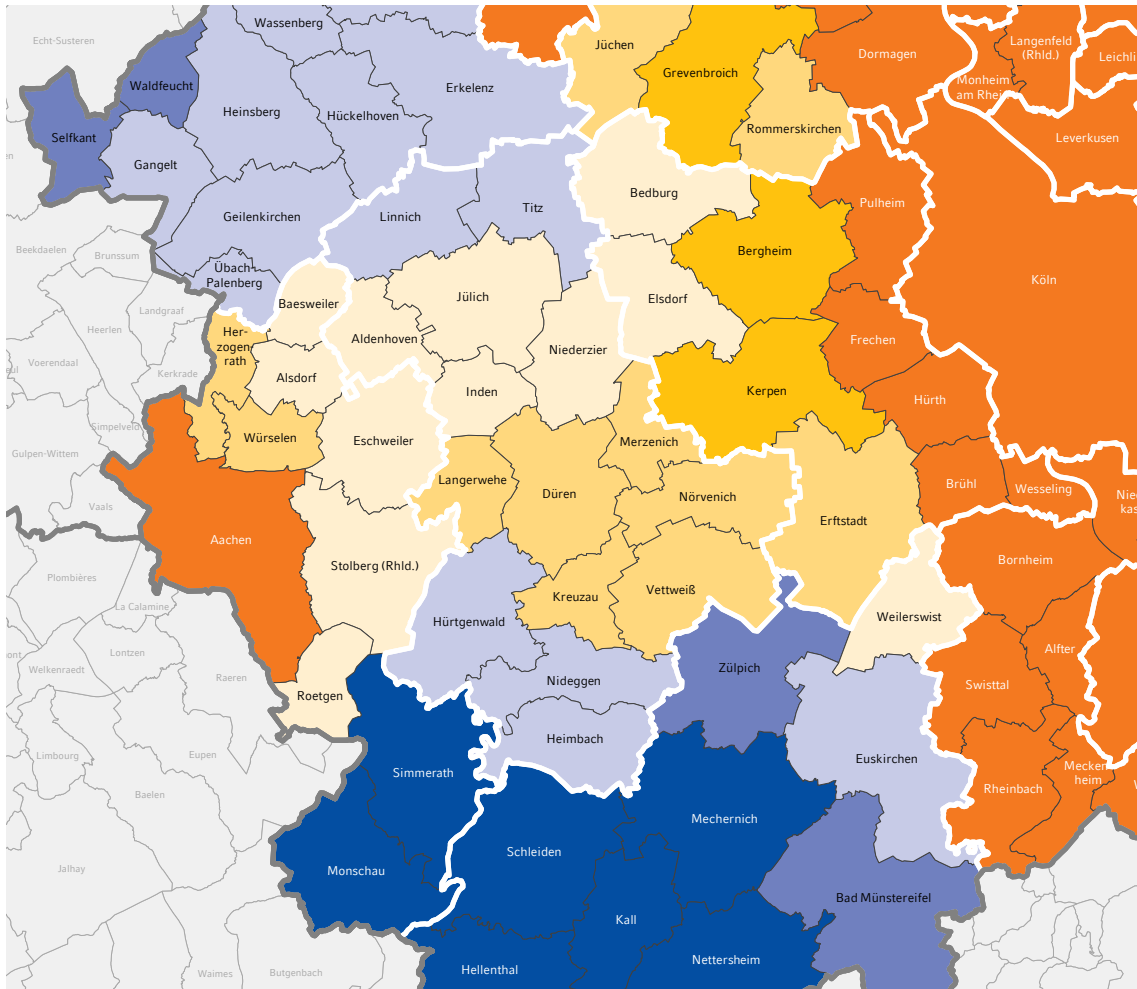 Wassenberg
Echt-Susteren
Jüchen
Grevenbroich
Dormagen
Langenfeld
(Rhld.)
Leichli
Monheim
am Rhei
Waldfeucht
Erkelenz
Heinsberg
Hückelhoven
Rommerskirchen
Leverkusen
Selfkant
Gangelt
Bedburg
Pulheim
Geilenkirchen
Linnich
Titz
Beekdaelen
Brunssum
Bergheim
Köln
Übach-
Palenberg
Baesweiler
Jülich
Elsdorf
Landgraaf
Heerlen
Her-
zogen-
rath
Aldenhoven
Niederzier
Frechen
Voerendaal
Kerkrade
Alsdorf
Inden
Kerpen
Hürth
Simpelveld
Würselen
Eschweiler
Merzenich
Gulpen-Wittem
Langerwehe
Düren
Nörvenich
Brühl
Wesseling
Nie
kas
Vaals
Aachen
Erftstadt
Bornheim
Plombières
Stolberg (Rhld.)
Kreuzau
Vettweiß
La Calamine
Hürtgenwald
Weilerswist
Lontzen
Welkenraedt
Alfter
ont
Raeren
Nideggen
Zülpich
Swisttal
Roetgen
Heimbach
Limbourg
Eupen
Euskirchen
Simmerath
Mecken-
heim
Rheinbach
Baelen
Mechernich
Schleiden
Jalhay
Monschau
Bad Münstereifel
Kall
Waimes
Butgenbach
Hellenthal
Nettersheim